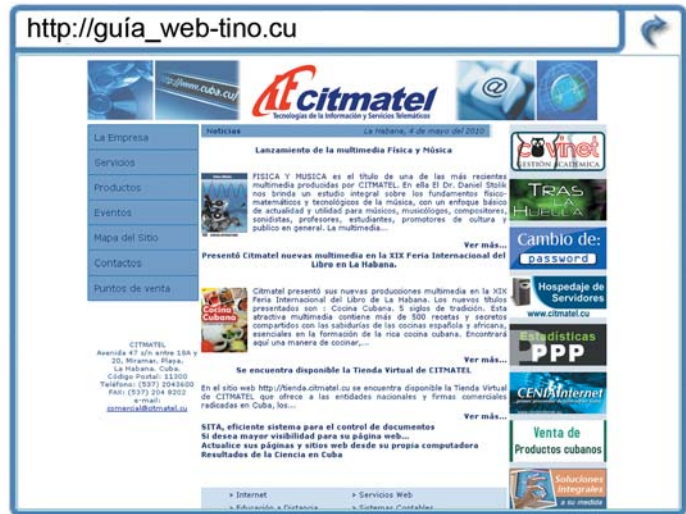 http://guía_web-tino.cu
http://www.cuba.cu/
Citmatel
Tecnologías de la Información y Servicios Telemáticos
@
La Empresa
Servicios
Productos
Eventos
Mapa del Sitio
Contactos
Puntos de venta
CITMATEL
Avenida 47 s/n entre 18A y
20, Miramar, Playa,
La Habana. Cuba.
Código Postal: 11300
Teléfono: (537) 2043600
FAX: (537) 204 8202
e-mail:
comercial@citmatel.cu
Noticias La Habana, 4 de mayo del 2010
Lanzamiento de la multimedia Física y Música
FISICA Y MUSICA es el título de una de las más recientes
multimedia producidas por CITMATEL. En ella El Dr. Daniel Stolik
nos brinda un estudio integral sobre los fundamentos físico-
matemáticos y tecnológicos de la música, con un enfoque básico
de actualidad y utilidad para músicos, musicólogos, compositores,
sonidistas, profesores, estudiantes, promotores de cultura y
publico en general. La multimedia...
Ver más...
Presentó Citmatel nuevas multimedia en la XIX Feria Internacional del
Libro en La Habana.
Cocina
Cubana
Citmatel presentó sus nuevas producciones multimedia en la XIX
Feria Internacional del Libro de La Habana. Los nuevos títulos
presentados son : Cocina Cubana. 5 siglos de tradición. Esta
atractiva multimedia contiene más de 500 recetas y secretos
compartidos con las sabidurías de las cocinas española y africana,
esenciales en la formación de la rica cocina cubana. Encontrará
aquí una manera de cocinar,...
Ver más...
Se encuentra disponible la Tienda Virtual de CITMATEL
En el sitio web http://tienda.citmatel.cu se encuentra disponible la Tienda Virtual
de CITMATEL que ofrece a las entidades nacionales y firmas comerciales
radicadas en Cuba, los...
Ver más...
SITA, eficiente sistema para el control de documentos
Si desea mayor visibilidad para su página web...
Actualice sus páginas y sitios web desde su propia computadora
Resultados de la Ciencia en Cuba
» Internet » Servicios Web
» Educación a Distancia » Sistemas Contables
covinet
GESTIÓN ACADEMICA
TRAS
LA
HUELLA
Cambio de:
password
Hospedaje de
Servidores
www.citmatel.cu
Estadísticas
PPP
CENIAInternet
Venta de
Productos cubanos
Soluciones
integrales
a su medida